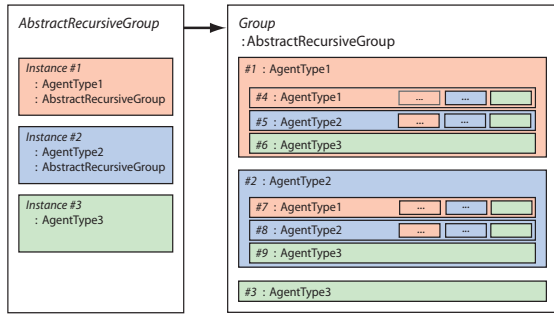 AbstractRecursiveGroup
Instance #1
: AgentType1
: AbstractRecursiveGroup
Instance #2
: AgentType2
: AbstractRecursiveGroup
Instance #3
: AgentType3
Group
: AbstractRecursiveGroup
#1 : AgentType1
#4 : AgentType1 ... ...
#5 : AgentType2 ... ...
#6 : AgentType3
#2 : AgentType2
#7 : AgentType1 ... ...
#8 : AgentType2 ... ...
#9 : AgentType3
#3 : AgentType3